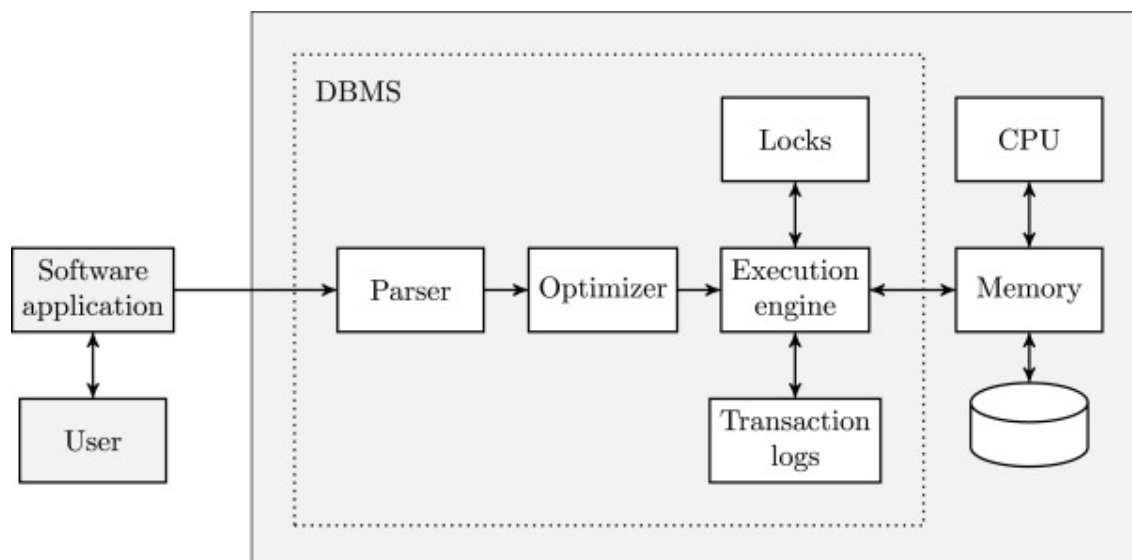 DBMS
Locks
CPU
Software
application
Parser
Optimizer
Execution
engine
Memory
User
Transaction
logs